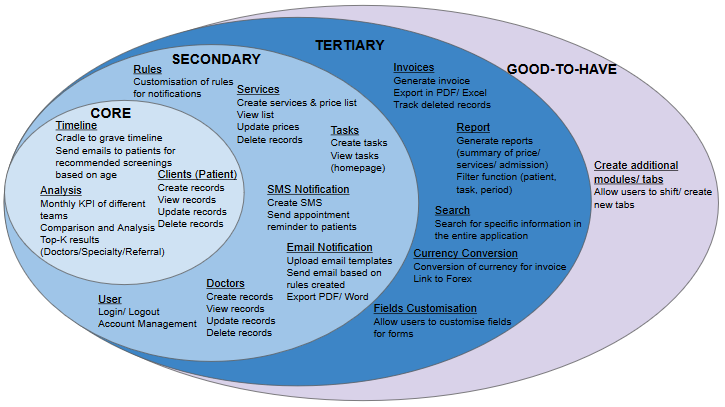 CORE
Timeline
Cradle to grave timeline
Send emails to patients for
recommended screenings
based on age
Clients (Patient)
Create records
View records
Update records
Delete records
Analysis
Monthly KPI of different
teams
Comparison and Analysis
Top-K results
(Doctors/Specialty/Referral)
SECONDARY
Rules
Customisation of rules
for notifications
Services
Create services & price list
View list
Update prices
Delete records
Tasks
Create tasks
View tasks
(homepage)
SMS Notification
Create SMS
Send appointment
reminder to patients
Email Notification
Upload email templates
Send email based on
rules created
Export PDF/ Word
Doctors
Create records
View records
Update records
Delete records
User
Login/ Logout
Account Management
TERTIARY
Invoices
Generate invoice
Export in PDF/ Excel
Track deleted records
Report
Generate reports
(summary of price/
services/ admission)
Filter function (patient,
task, period)
Search
Search for specific information in
the entire application
Currency Conversion
Conversion of currency for invoice
Link to Forex
Fields Customisation
Allow users to customise fields
for forms
GOOD-TO-HAVE
Create additional
modules/ tabs
Allow users to shift/ create
new tabs